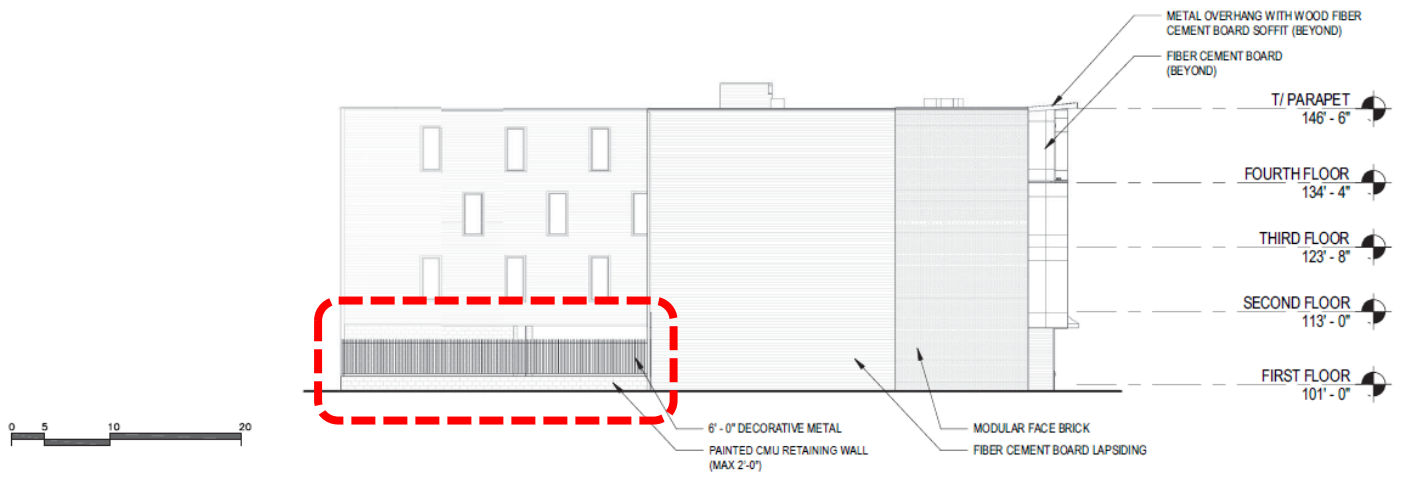 METAL OVERHANG WITH WOOD FIBER
CEMENT BOARD SOFFIT (BEYOND)
FIBER CEMENT BOARD
(BEYOND)
T/ PARAPET
146' - 6"
FOURTH FLOOR
134' - 4"
THIRD FLOOR
123' - 8"
SECOND FLOOR
113' - 0"
FIRST FLOOR
101' - 0"
0 5 10 20
6' - 0" DECORATIVE METAL
PAINTED CMU RETAINING WALL
(MAX 2'-0")
MODULAR FACE BRICK
FIBER CEMENT BOARD LAPSIDING